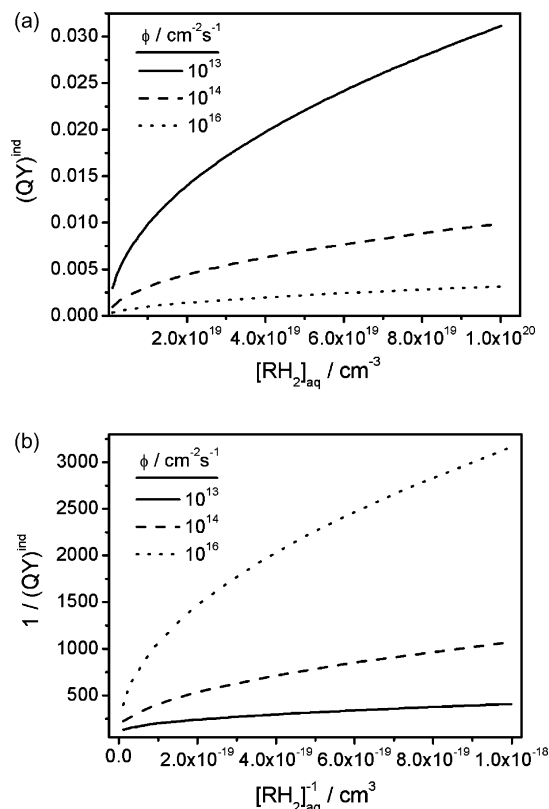 (a)
0.030
0.025
0.020
0.015
0.010
0.005
0.000
(QY)^ind
ϕ / cm⁻²s⁻¹
10¹³
10¹⁴
10¹⁶
2.0x10¹⁹ 4.0x10¹⁹ 6.0x10¹⁹ 8.0x10¹⁹ 1.0x10²⁰
[RH₂]aq / cm⁻³
(b)
3000
2500
2000
1500
1000
500
1 / (QY)^ind
ϕ / cm⁻²s⁻¹
10¹³
10¹⁴
10¹⁶
0.0 2.0x10⁻¹⁹ 4.0x10⁻¹⁹ 6.0x10⁻¹⁹ 8.0x10⁻¹⁹ 1.0x10⁻¹⁸
[RH₂]aq⁻¹ / cm³